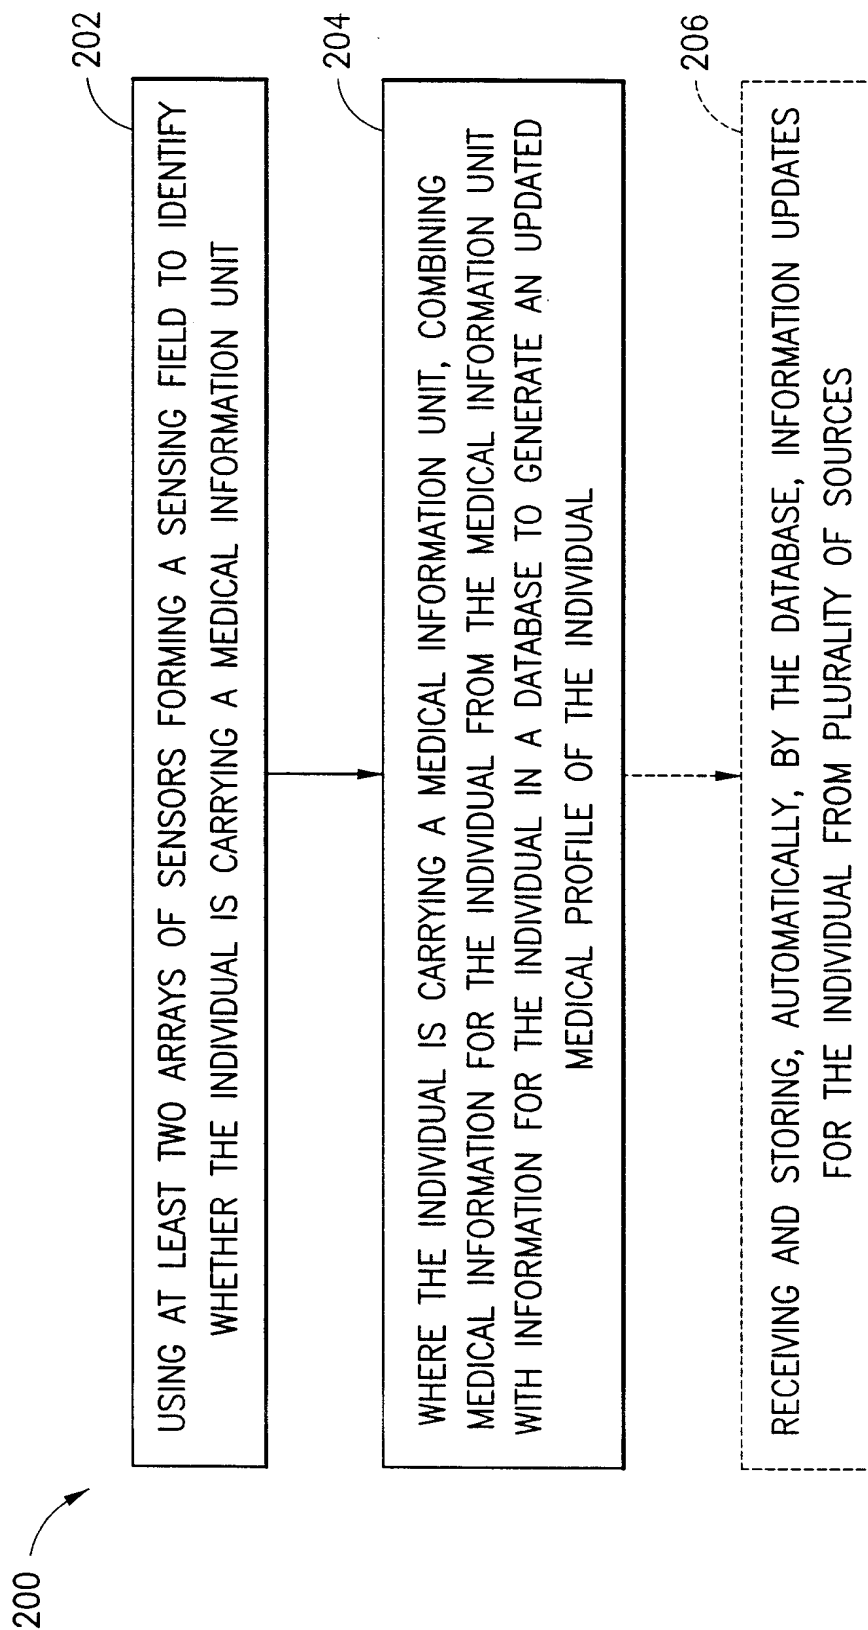 200
202
USING AT LEAST TWO ARRAYS OF SENSORS FORMING A SENSING FIELD TO IDENTIFY
WHETHER THE INDIVIDUAL IS CARRYING A MEDICAL INFORMATION UNIT
204
WHERE THE INDIVIDUAL IS CARRYING A MEDICAL INFORMATION UNIT, COMBINING
MEDICAL INFORMATION FOR THE INDIVIDUAL FROM THE MEDICAL INFORMATION UNIT
WITH INFORMATION FOR THE INDIVIDUAL IN A DATABASE TO GENERATE AN UPDATED
MEDICAL PROFILE OF THE INDIVIDUAL
206
RECEIVING AND STORING, AUTOMATICALLY, BY THE DATABASE, INFORMATION UPDATES
FOR THE INDIVIDUAL FROM PLURALITY OF SOURCES